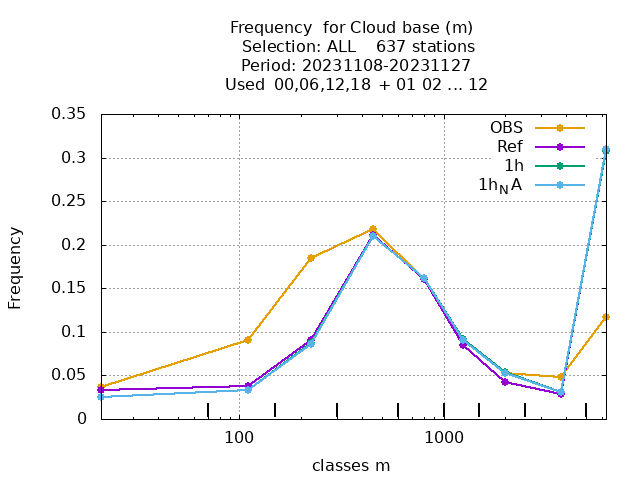 Frequency  for Cloud base (m)
Selection: ALL    637 stations
Period: 20231108-20231127
Used  00,06,12,18  + 01 02 ... 12
0.35
0.3
0.25
0.2
0.15
0.1
0.05
0
Frequency
OBS
Ref
1h
1h_NA
100
1000
classes m